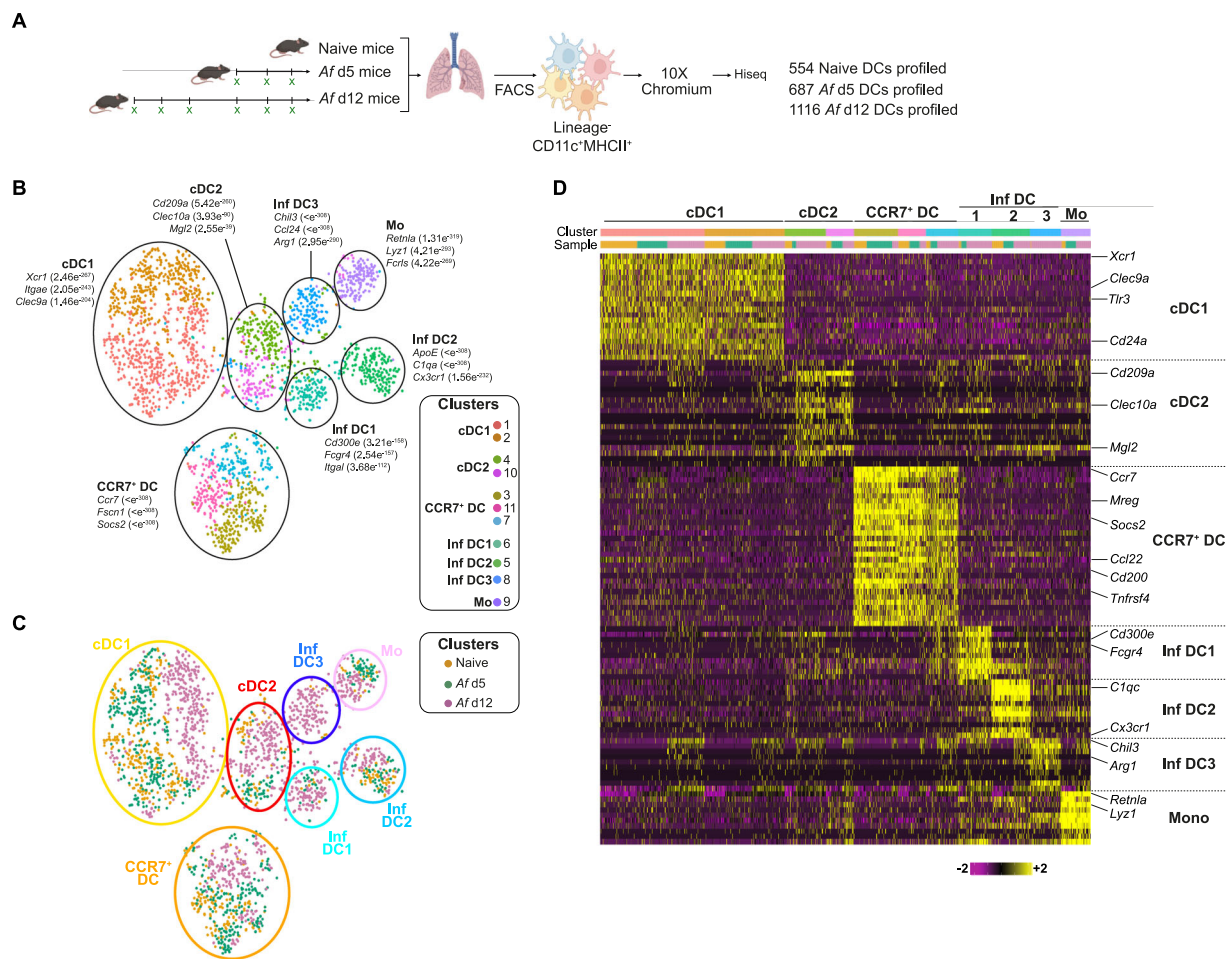 A
Naive mice
Af d5 mice
x x x
Af d12 mice
x x x x x x
FACS
Lineage-
CD11c+MHCII+
10X
Chromium
Hiseq
554 Naive DCs profiled
687 Af d5 DCs profiled
1116 Af d12 DCs profiled
B
cDC2
Cd209a (5.42e-260)
Clec10a (3.93e-90)
Mgl2 (2.55e-39)
Inf DC3
Chil3 (<e-308)
Ccl24 (<e-308)
Arg1 (2.95e-290)
Mo
Retnla (1.31e-319)
Lyz1 (4.21e-293)
Fcrls (4.22e-269)
cDC1
Xcr1 (2.46e-267)
Itgae (2.05e-243)
Clec9a (1.46e-204)
Inf DC2
ApoE (<e-308)
C1qa (<e-308)
Cx3cr1 (1.56e-232)
Inf DC1
Cd300e (3.21e-158)
Fcgr4 (2.54e-157)
Itgal (3.68e-112)
CCR7+ DC
Ccr7 (<e-308)
Fscn1 (<e-308)
Socs2 (<e-308)
Clusters
cDC1
1
2
cDC2
4
10
CCR7+ DC
3
11
7
Inf DC1 6
Inf DC2 5
Inf DC3 8
Mo 9
C
cDC1
cDC2
Inf
DC3
Mo
Inf
DC2
Inf
DC1
CCR7+
DC
Clusters
Naive
Af d5
Af d12
D
cDC1
cDC2
CCR7+ DC
Inf DC
1 2 3
Mo
Cluster
Sample
Xcr1
Clec9a
Tlr3
Cd24a
cDC1
Cd209a
Clec10a
Mgl2
cDC2
Ccr7
Mreg
Socs2
Ccl22
Cd200
Tnfrsf4
CCR7+ DC
Cd300e
Fcgr4
Inf DC1
C1qc
Cx3cr1
Inf DC2
Chil3
Arg1
Inf DC3
Retnla
Lyz1
Mono
-2 +2